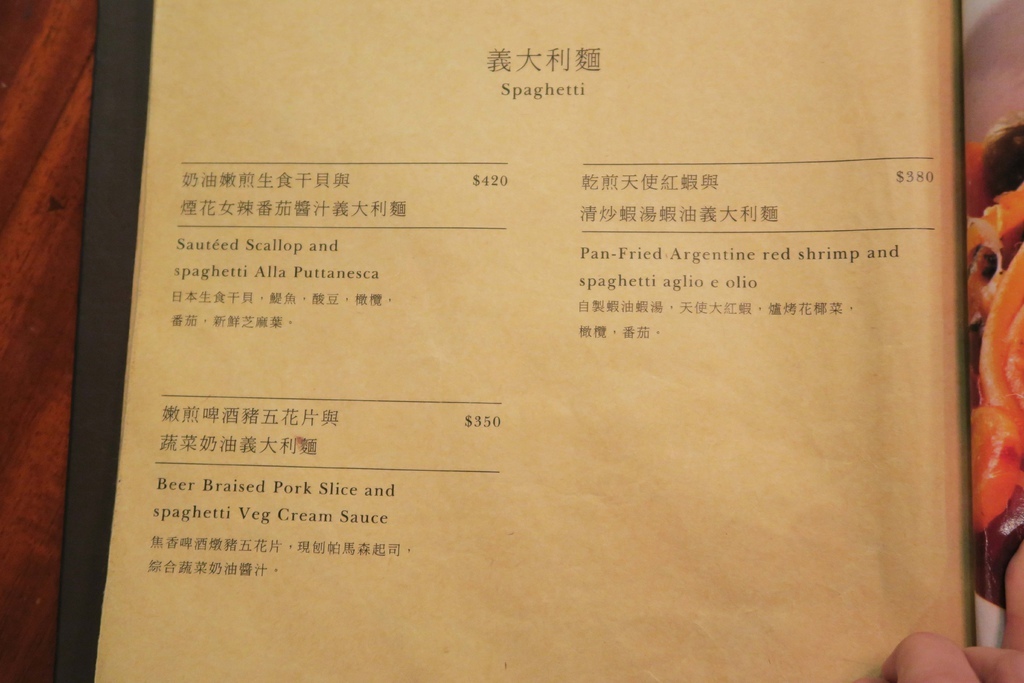 義大利麵
Spaghetti
奶油嫩煎生食干貝與 $420
煙花女辣番茄醬汁義大利麵
Sautéed Scallop and
spaghetti Alla Puttanesca
日本生食干貝，鯷魚，酸豆，橄欖，
番茄，新鮮芝麻葉。
乾煎天使紅蝦與 $380
清炒蝦湯蝦油義大利麵
Pan-Fried Argentine red shrimp and
spaghetti aglio e olio
自製蝦油蝦湯，天使大紅蝦，爐烤花椰菜，
橄欖，番茄。
嫩煎啤酒豬五花片與 $350
蔬菜奶油義大利麵
Beer Braised Pork Slice and
spaghetti Veg Cream Sauce
焦香啤酒燉豬五花片，現刨帕馬森起司，
綜合蔬菜奶油醬汁。